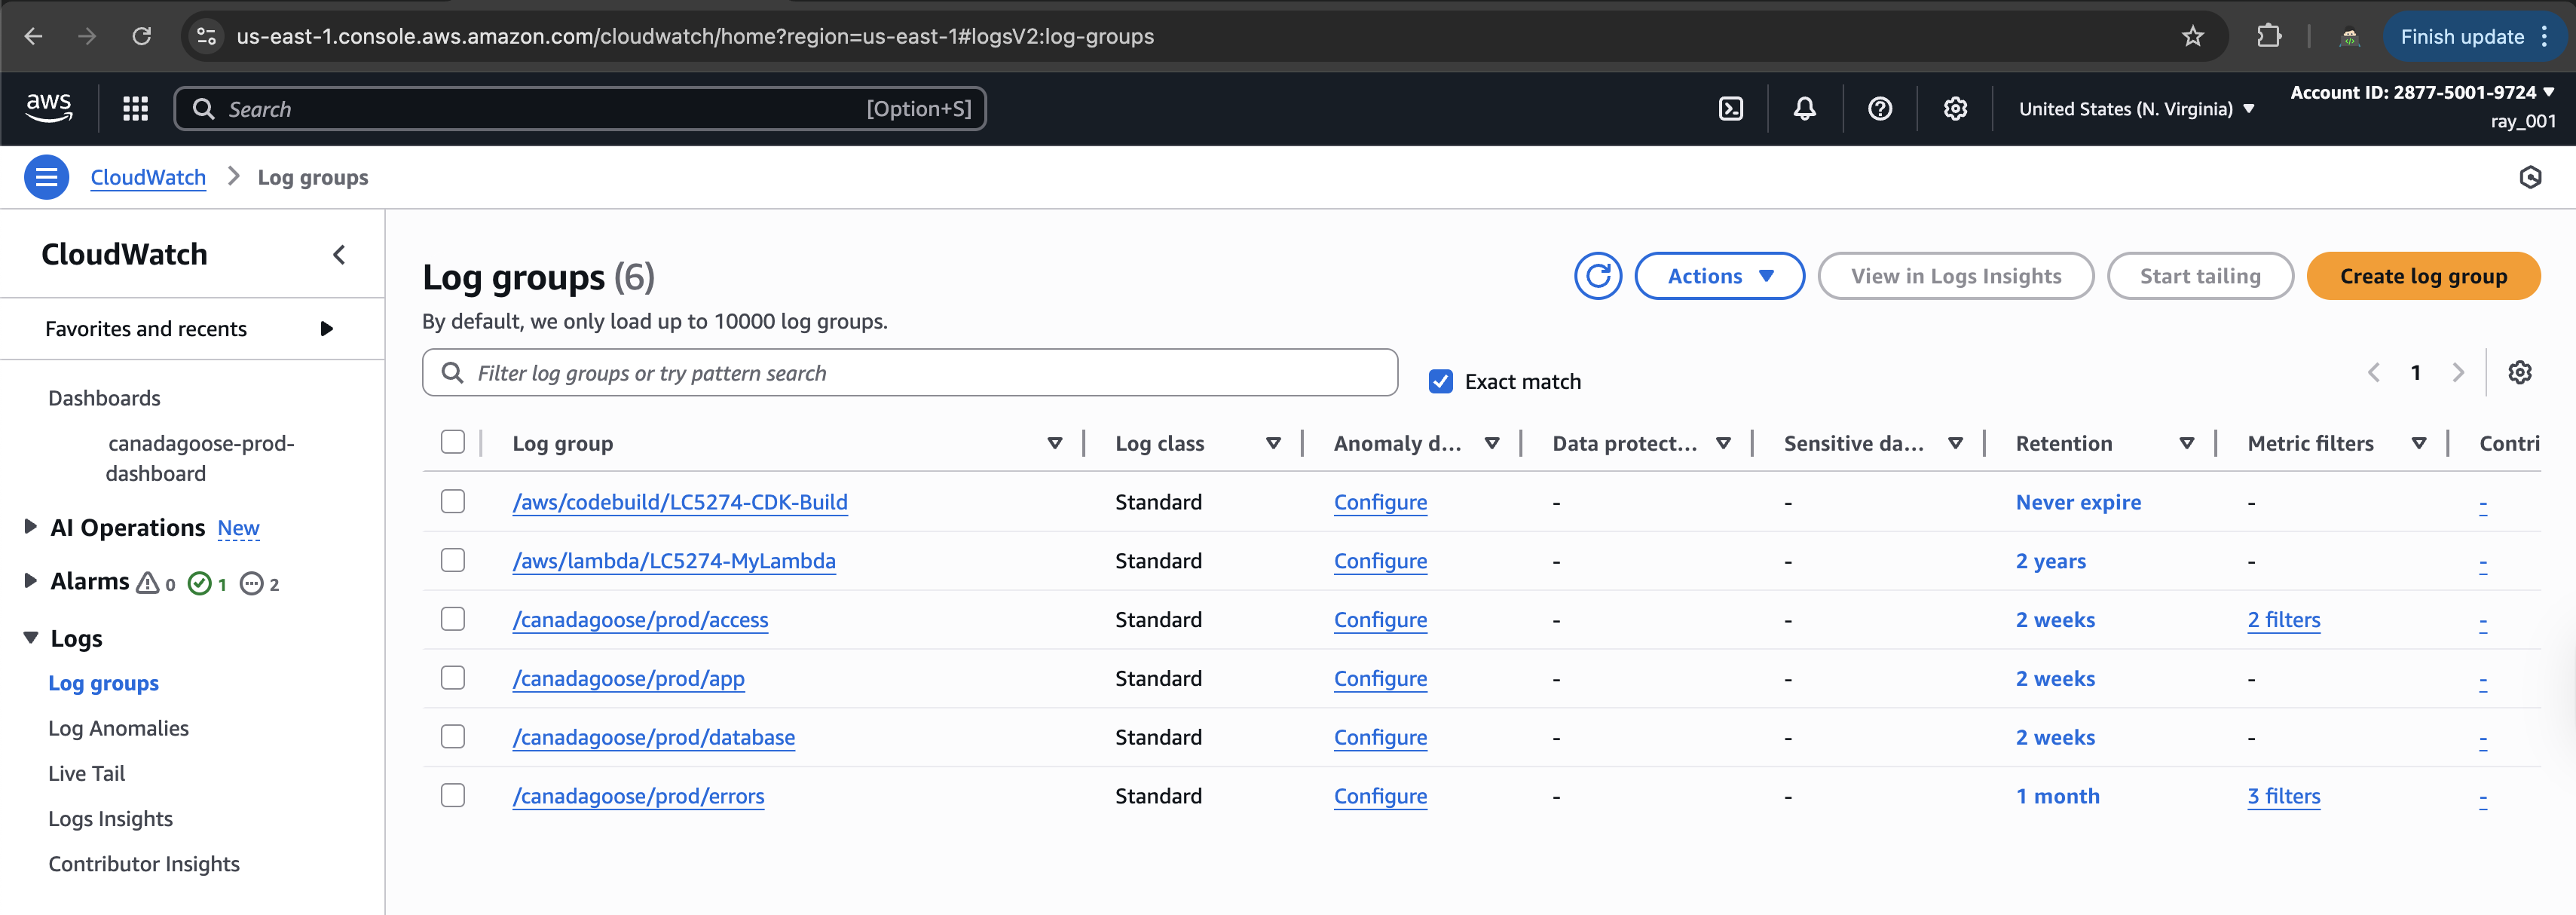 us-east-1.console.aws.amazon.com/cloudwatch/home?region=us-east-1#logsV2:log-groups
Finish update
aws
Search
[Option+S]
United States (N. Virginia)
Account ID: 2877-5001-9724
ray_001
CloudWatch
Log groups
CloudWatch
Favorites and recents
Dashboards
canadagoose-prod-
dashboard
AI Operations New
Alarms 0 1 2
Logs
Log groups
Log Anomalies
Live Tail
Logs Insights
Contributor Insights
Log groups (6)
By default, we only load up to 10000 log groups.
Actions
View in Logs Insights
Start tailing
Create log group
Filter log groups or try pattern search
Exact match
1
Log group Log class Anomaly d... Data protect... Sensitive da... Retention Metric filters Contri
/aws/codebuild/LC5274-CDK-Build Standard Configure - - Never expire - -
/aws/lambda/LC5274-MyLambda Standard Configure - - 2 years - -
/canadagoose/prod/access Standard Configure - - 2 weeks 2 filters -
/canadagoose/prod/app Standard Configure - - 2 weeks - -
/canadagoose/prod/database Standard Configure - - 2 weeks - -
/canadagoose/prod/errors Standard Configure - - 1 month 3 filters -